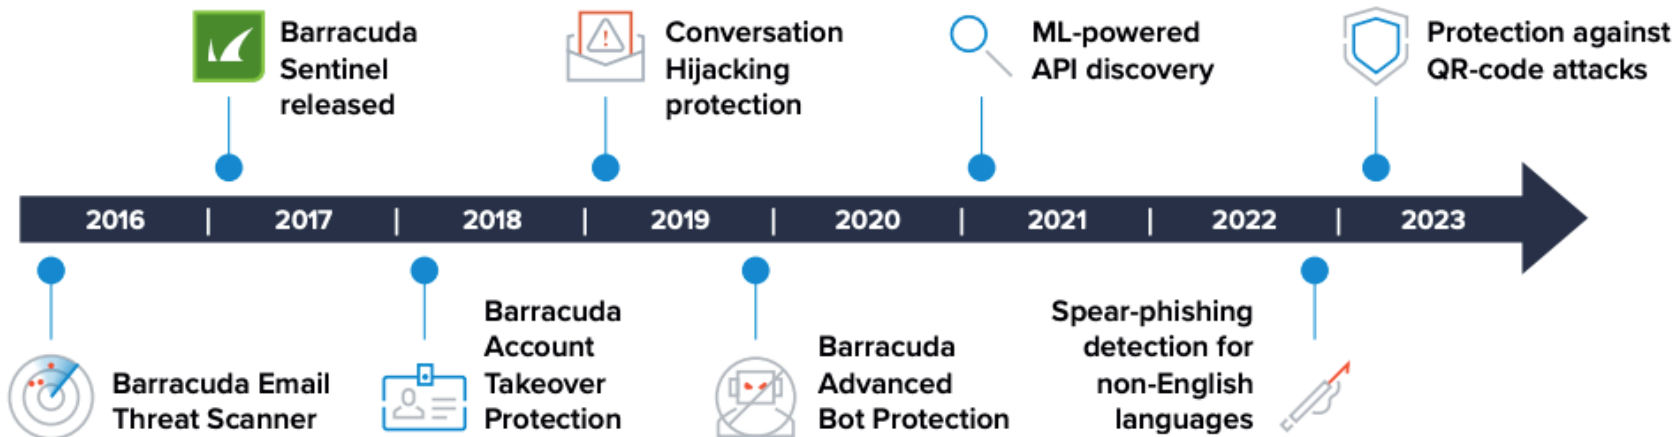 Barracuda
Sentinel
released
Conversation
Hijacking
protection
ML-powered
API discovery
Protection against
QR-code attacks
2016 | 2017 | 2018 | 2019 | 2020 | 2021 | 2022 | 2023
Barracuda Email
Threat Scanner
Barracuda
Account
Takeover
Protection
Barracuda
Advanced
Bot Protection
Spear-phishing
detection for
non-English
languages